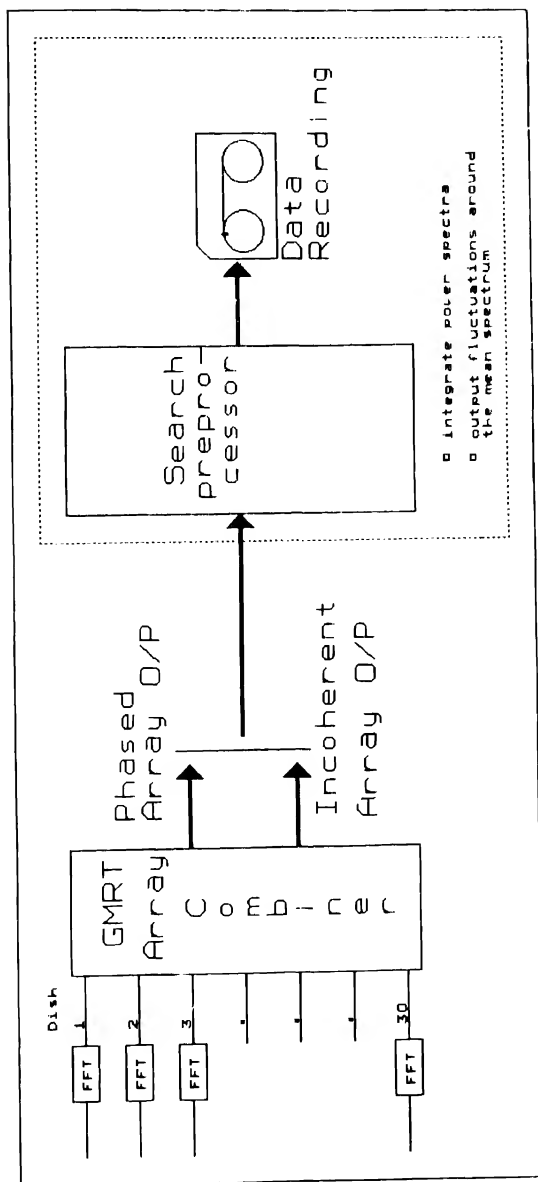 Dish
FFT
1
FFT
2
FFT
3
FFT
30
GMRT
Array
C
o
m
b
i
n
e
r
Phased
Array O/P
Incoherent
Array O/P
Search
prepro-
cessor
Data
Recording
□ integrate power spectra
□ output fluctuations around
the mean spectrum